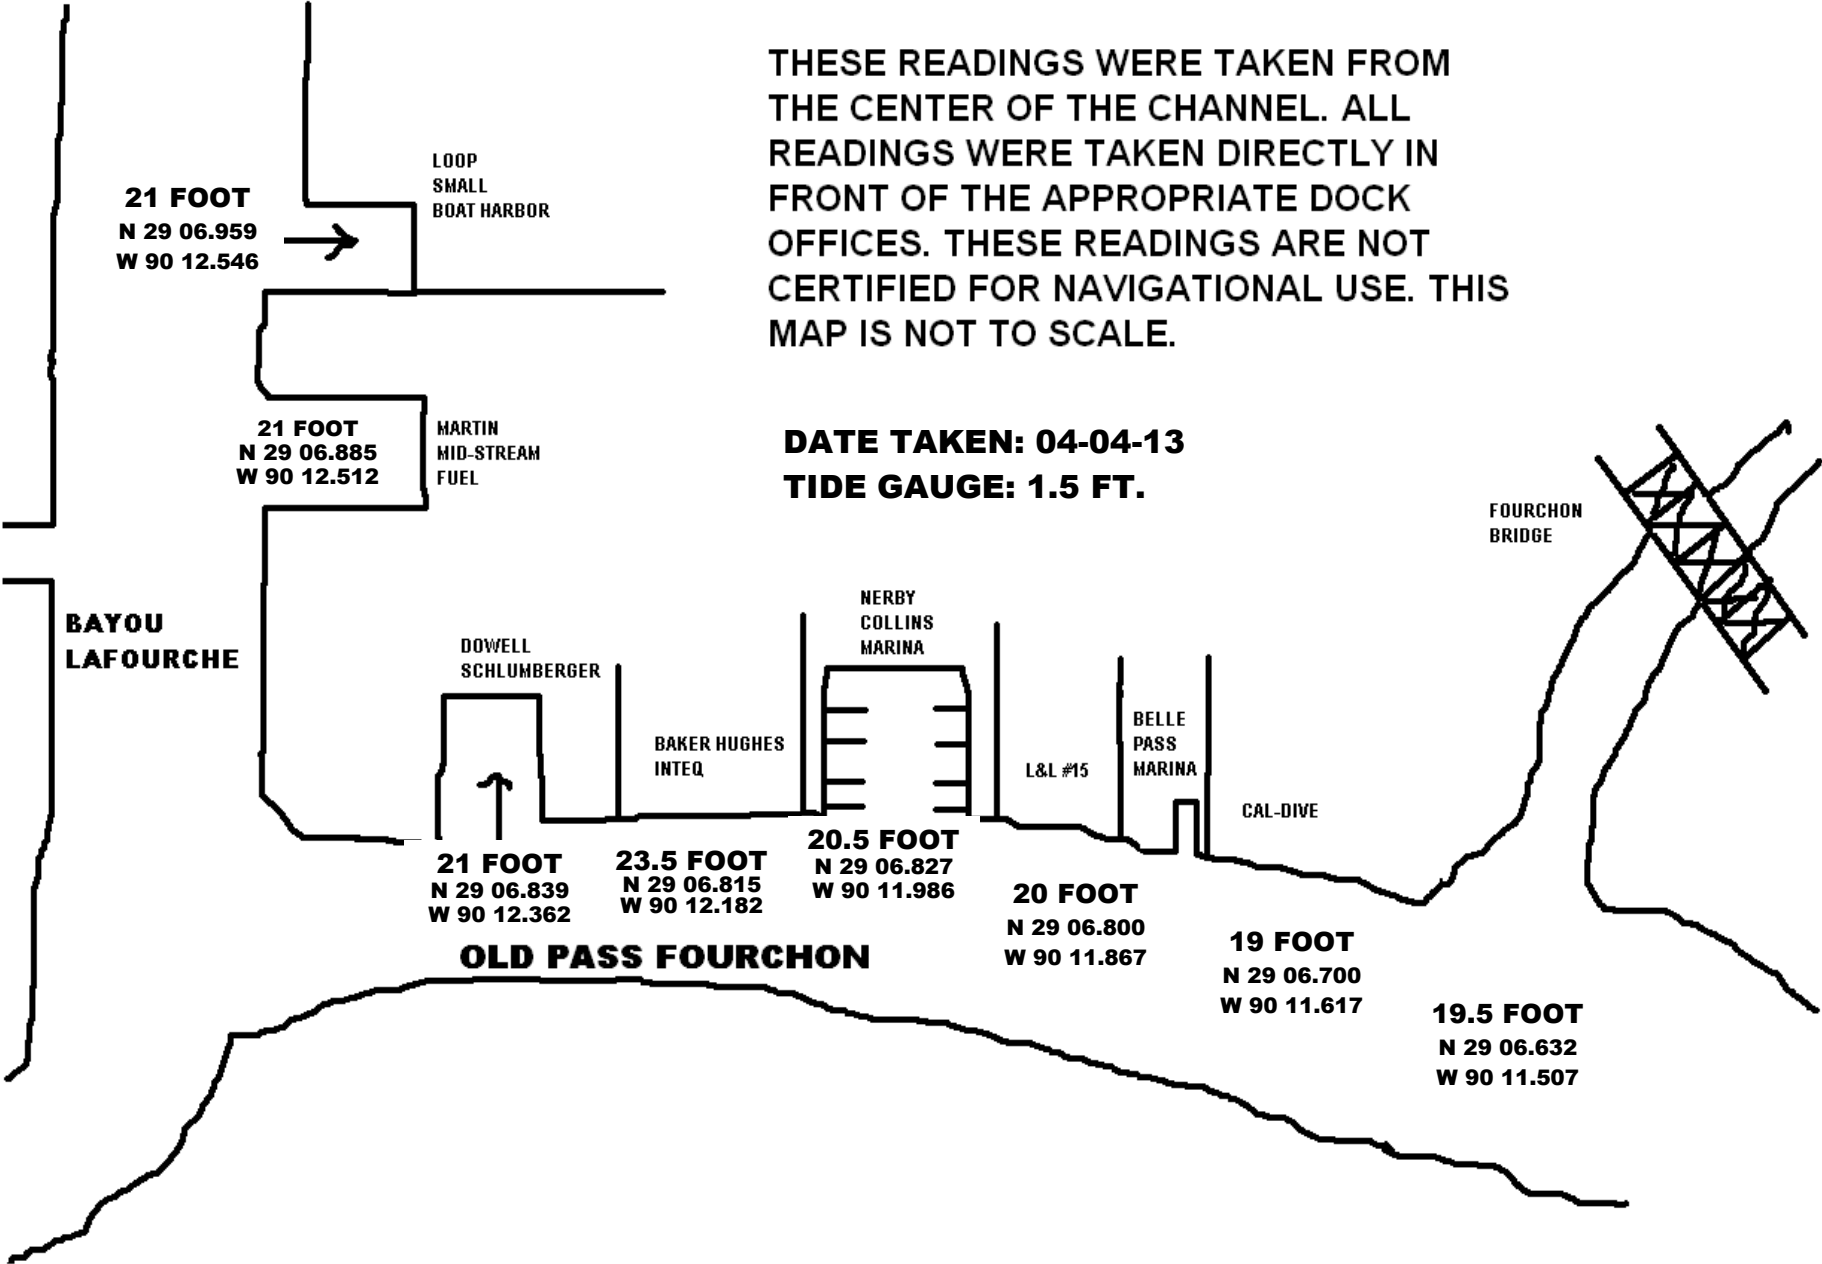 THESE READINGS WERE TAKEN FROM
THE CENTER OF THE CHANNEL. ALL
READINGS WERE TAKEN DIRECTLY IN
FRONT OF THE APPROPRIATE DOCK
OFFICES. THESE READINGS ARE NOT
CERTIFIED FOR NAVIGATIONAL USE. THIS
MAP IS NOT TO SCALE.
LOOP
SMALL
BOAT HARBOR
21 FOOT
N 29 06.959
W 90 12.546
21 FOOT
N 29 06.885
W 90 12.512
MARTIN
MID-STREAM
FUEL
DATE TAKEN: 04-04-13
TIDE GAUGE: 1.5 FT.
FOURCHON
BRIDGE
BAYOU
LAFOURCHE
DOWELL
SCHLUMBERGER
BAKER HUGHES
INTEQ
NERBY
COLLINS
MARINA
L&L #15
BELLE
PASS
MARINA
CAL-DIVE
21 FOOT
N 29 06.839
W 90 12.362
23.5 FOOT
N 29 06.815
W 90 12.182
20.5 FOOT
N 29 06.827
W 90 11.986
20 FOOT
N 29 06.800
W 90 11.867
19 FOOT
N 29 06.700
W 90 11.617
19.5 FOOT
N 29 06.632
W 90 11.507
OLD PASS FOURCHON